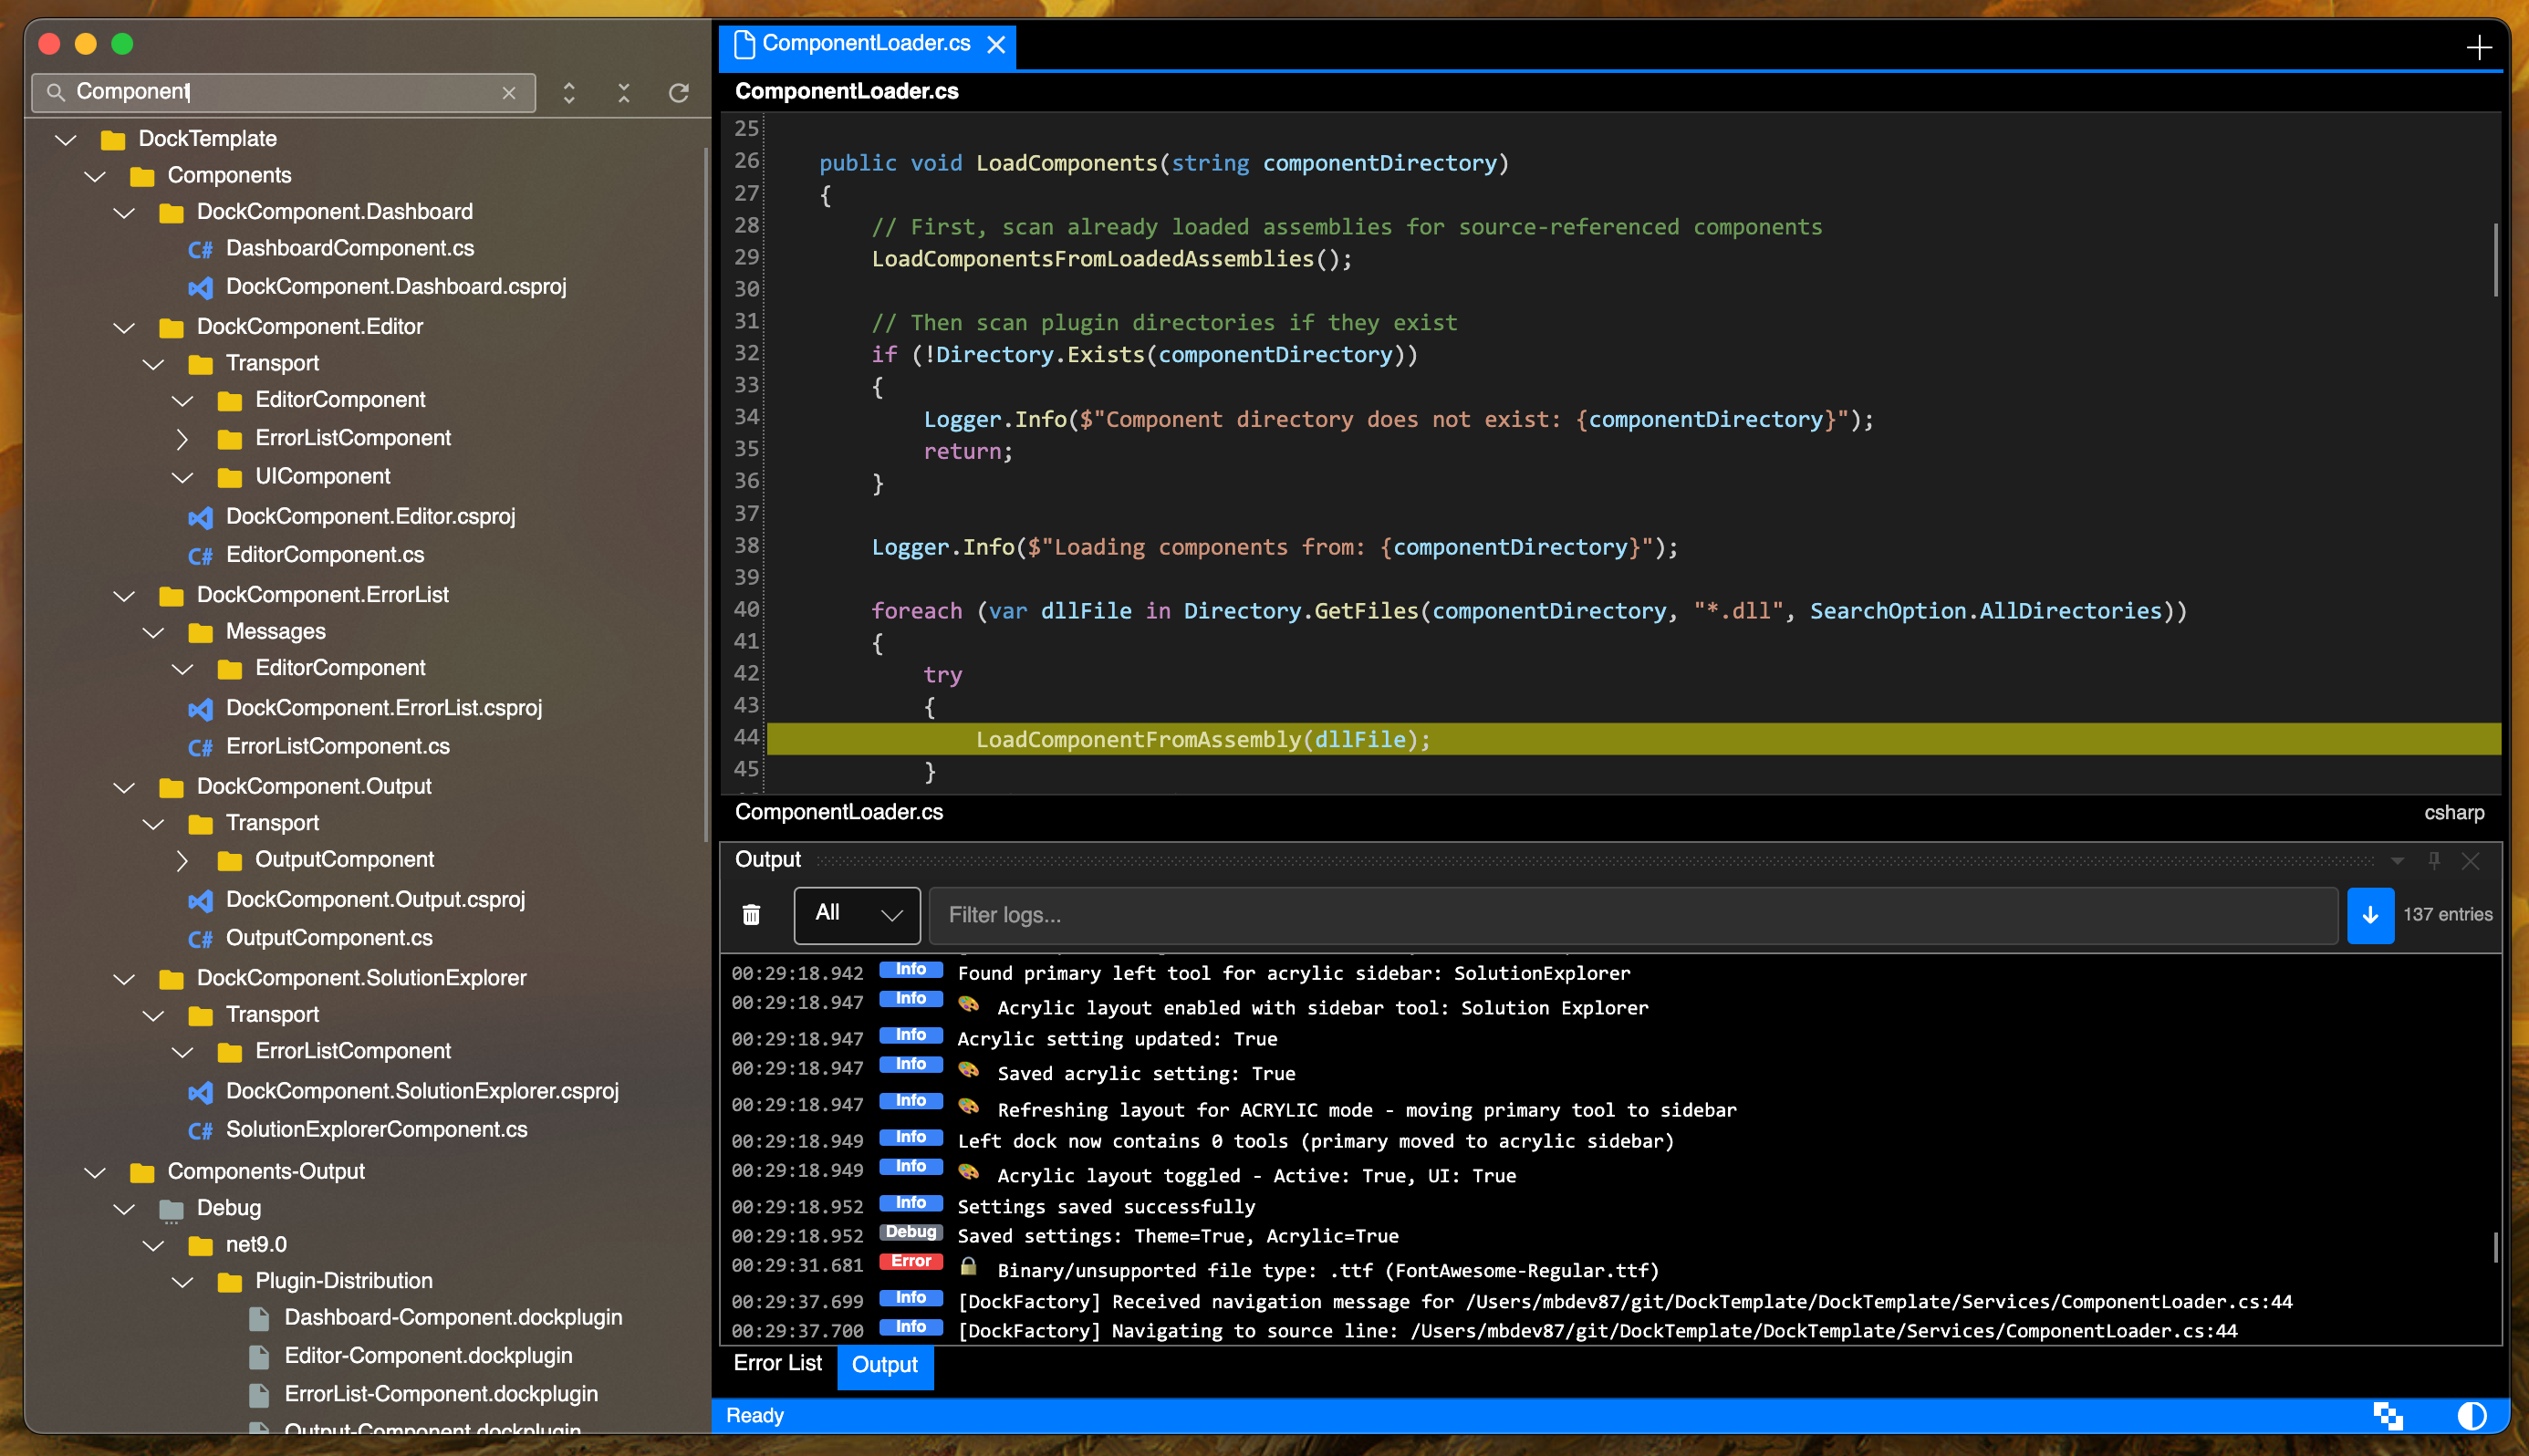 Component
DockTemplate
Components
DockComponent.Dashboard
C# DashboardComponent.cs
DockComponent.Dashboard.csproj
DockComponent.Editor
Transport
EditorComponent
ErrorListComponent
UIComponent
DockComponent.Editor.csproj
C# EditorComponent.cs
DockComponent.ErrorList
Messages
EditorComponent
DockComponent.ErrorList.csproj
C# ErrorListComponent.cs
DockComponent.Output
Transport
OutputComponent
DockComponent.Output.csproj
C# OutputComponent.cs
DockComponent.SolutionExplorer
Transport
ErrorListComponent
DockComponent.SolutionExplorer.csproj
C# SolutionExplorerComponent.cs
Components-Output
Debug
net9.0
Plugin-Distribution
Dashboard-Component.dockplugin
Editor-Component.dockplugin
ErrorList-Component.dockplugin
Output-Component.dockplugin
ComponentLoader.cs
ComponentLoader.cs
25
26 public void LoadComponents(string componentDirectory)
27 {
28 // First, scan already loaded assemblies for source-referenced components
29 LoadComponentsFromLoadedAssemblies();
30
31 // Then scan plugin directories if they exist
32 if (!Directory.Exists(componentDirectory))
33 {
34 Logger.Info($"Component directory does not exist: {componentDirectory}");
35 return;
36 }
37
38 Logger.Info($"Loading components from: {componentDirectory}");
39
40 foreach (var dllFile in Directory.GetFiles(componentDirectory, "*.dll", SearchOption.AllDirectories))
41 {
42 try
43 {
44 LoadComponentFromAssembly(dllFile);
45 }
ComponentLoader.cs csharp
Output
All Filter logs... 137 entries
00:29:18.942 Info Found primary left tool for acrylic sidebar: SolutionExplorer
00:29:18.947 Info 🎨 Acrylic layout enabled with sidebar tool: Solution Explorer
00:29:18.947 Info Acrylic setting updated: True
00:29:18.947 Info 🎨 Saved acrylic setting: True
00:29:18.947 Info 🎨 Refreshing layout for ACRYLIC mode - moving primary tool to sidebar
00:29:18.949 Info Left dock now contains 0 tools (primary moved to acrylic sidebar)
00:29:18.949 Info 🎨 Acrylic layout toggled - Active: True, UI: True
00:29:18.952 Info Settings saved successfully
00:29:18.952 Debug Saved settings: Theme=True, Acrylic=True
00:29:31.681 Error 🔒 Binary/unsupported file type: .ttf (FontAwesome-Regular.ttf)
00:29:37.699 Info [DockFactory] Received navigation message for /Users/mbdev87/git/DockTemplate/DockTemplate/Services/ComponentLoader.cs:44
00:29:37.700 Info [DockFactory] Navigating to source line: /Users/mbdev87/git/DockTemplate/DockTemplate/Services/ComponentLoader.cs:44
Error List Output
Ready